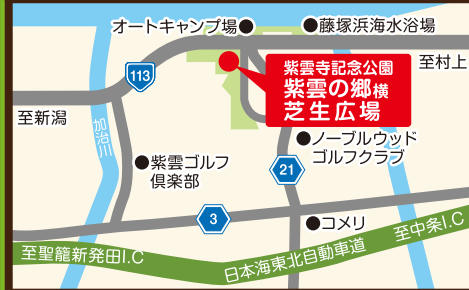 オートキャンプ場
藤塚浜海水浴場
紫雲寺記念公園
紫雲の郷横
芝生広場
至村上
113
至新潟
加治川
ノーブルウッド
ゴルフクラブ
紫雲ゴルフ
倶楽部
21
3
コメリ
至聖籠新発田I.C
日本海東北自動車道
至中条I.C